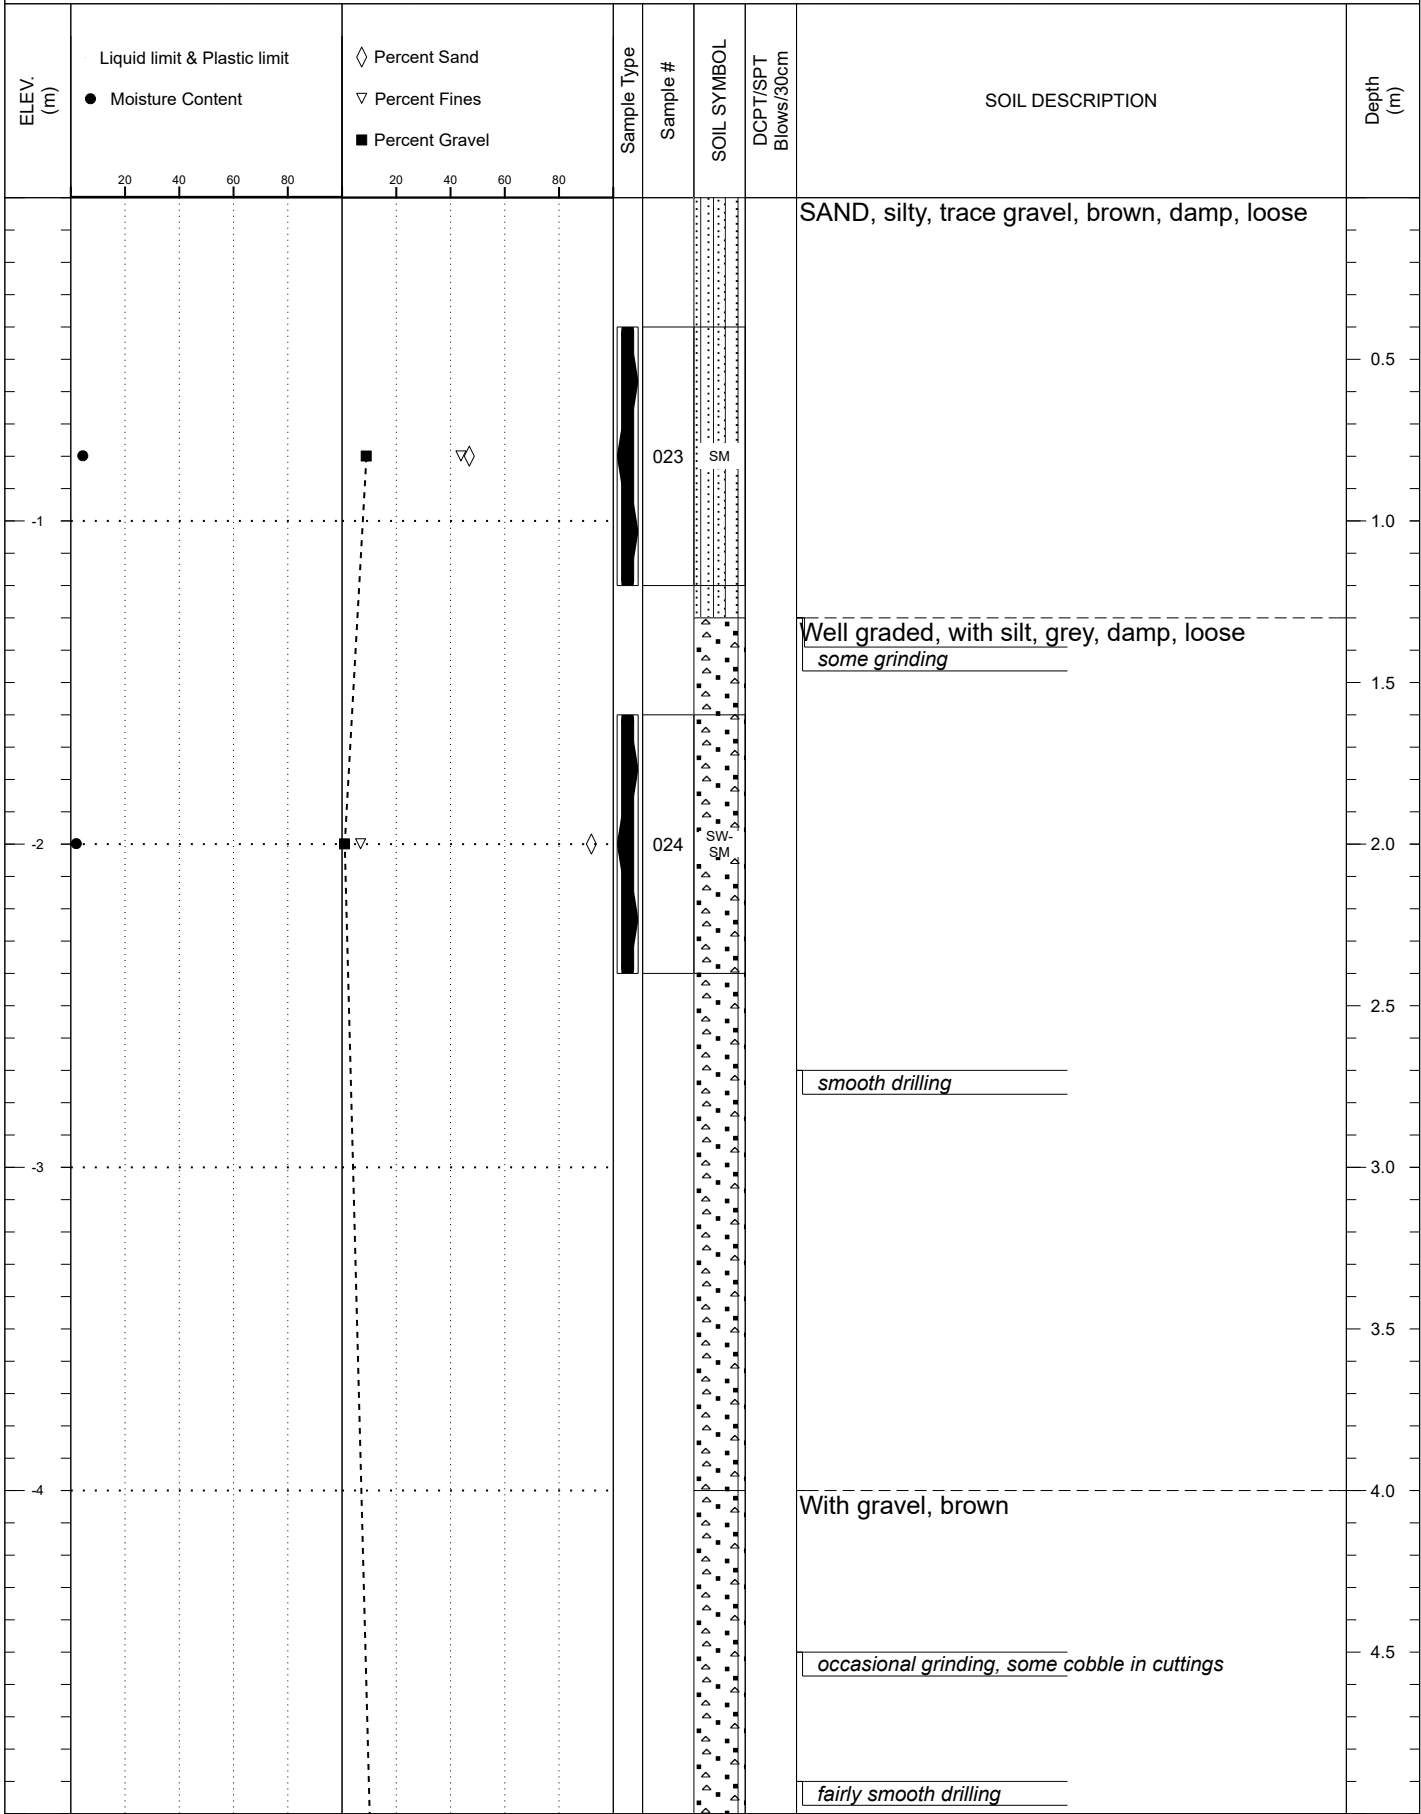 ELEV.
(m)
Liquid limit & Plastic limit
Moisture Content
Percent Sand
Percent Fines
Percent Gravel
20 40 60 80
20 40 60 80
Sample Type
Sample #
SOIL SYMBOL
DCPT/SPT
Blows/30cm
SOIL DESCRIPTION
Depth
(m)
SAND, silty, trace gravel, brown, damp, loose
0.5
023
SM
-1
1.0
Well graded, with silt, grey, damp, loose
some grinding
1.5
-2
024
SW-
SM
2.0
2.5
smooth drilling
-3
3.0
3.5
-4
4.0
With gravel, brown
4.5
occasional grinding, some cobble in cuttings
fairly smooth drilling